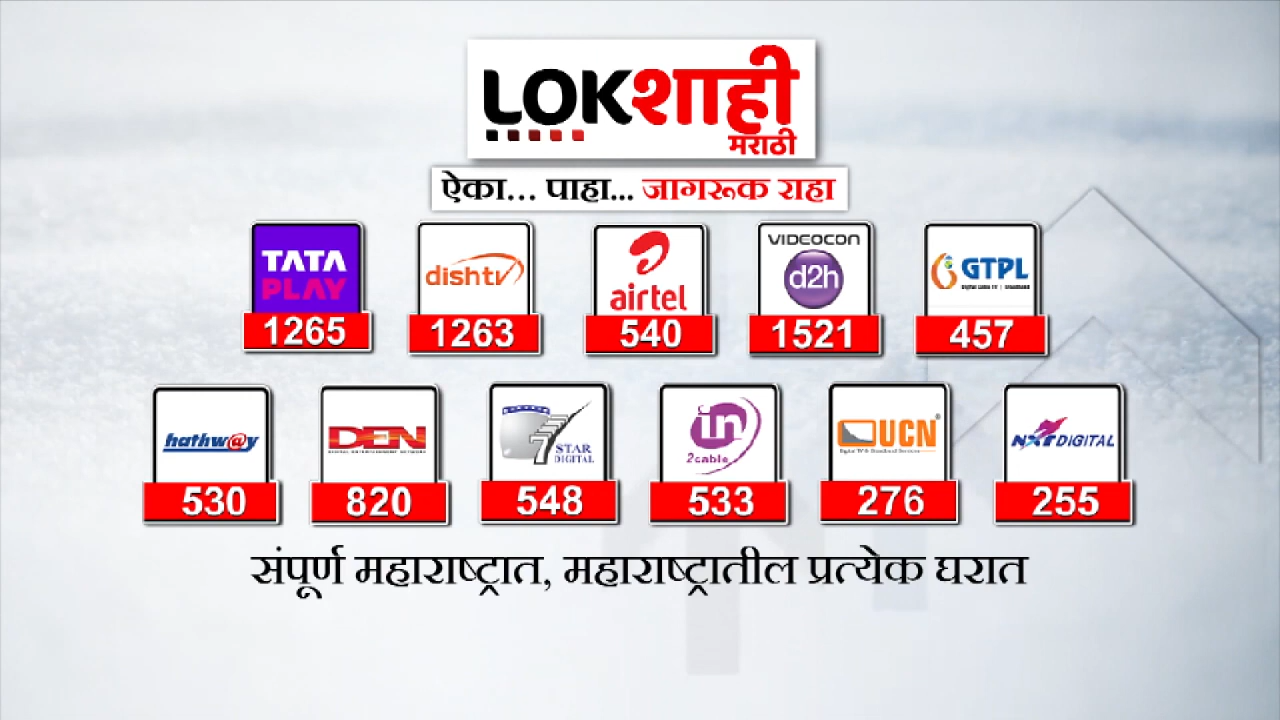 LOKशाही
मराठी
ऐका... पाहा... जागरूक राहा
TATA PLAY
dishtv
airtel
VIDEOCON d2h
GTPL
1265 1263 540 1521 457
hathw@y
DEN
7 STAR DIGITAL
in 2cable
UCN
NXT DIGITAL
530 820 548 533 276 255
संपूर्ण महाराष्ट्रात, महाराष्ट्रातील प्रत्येक घरात